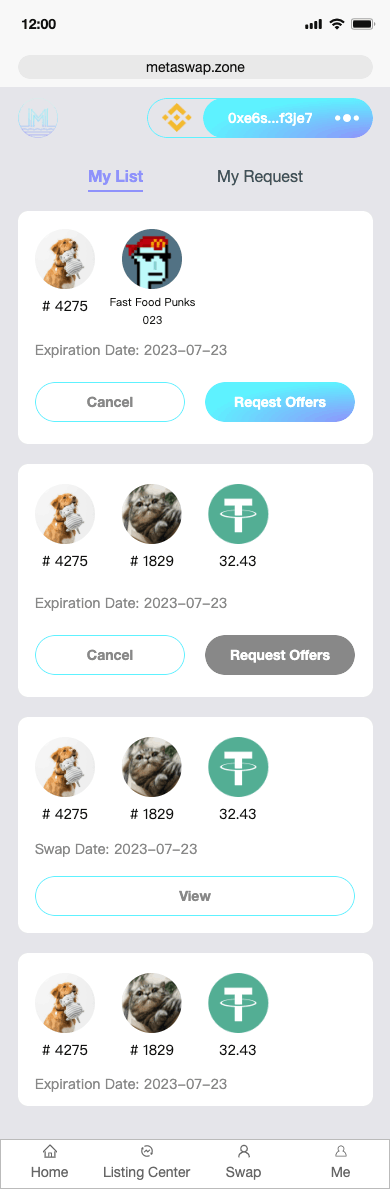 12:00
metaswap.zone
0xe6s...f3je7
My List
My Request
# 4275
Fast Food Punks
023
Expiration Date: 2023-07-23
Cancel
Reqest Offers
# 4275
# 1829
32.43
Expiration Date: 2023-07-23
Cancel
Request Offers
# 4275
# 1829
32.43
Swap Date: 2023-07-23
View
# 4275
# 1829
32.43
Expiration Date: 2023-07-23
Home
Listing Center
Swap
Me